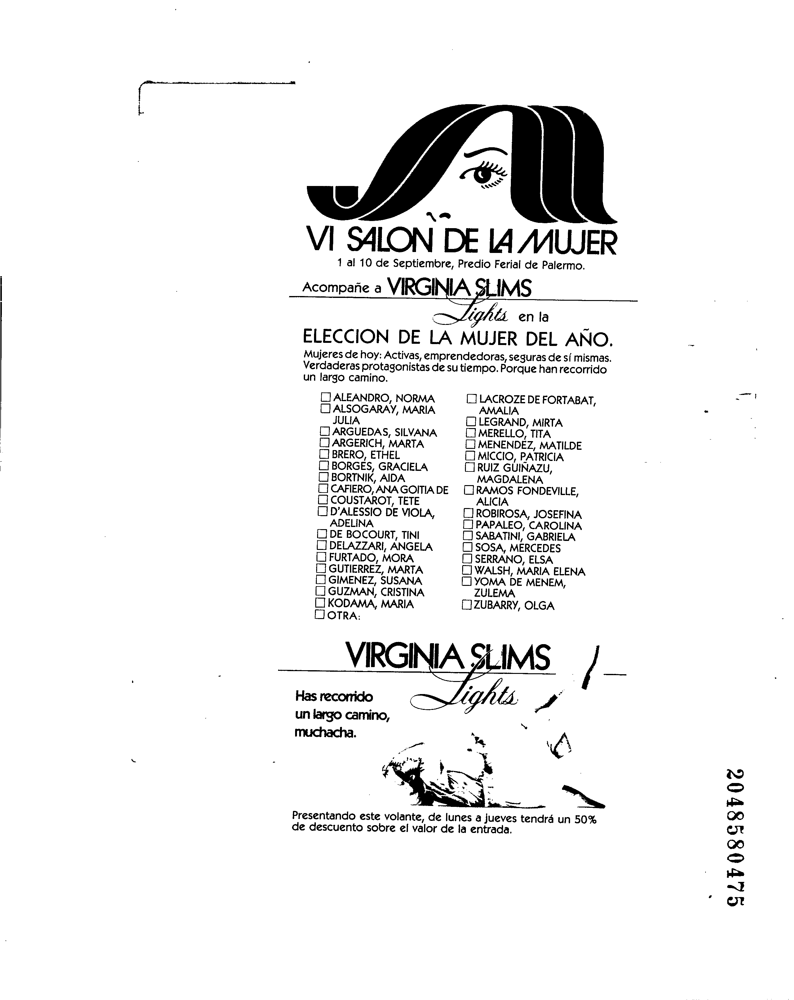 VI SALON DE LA MUJER
1 al 10 de Septiembre, Predio Ferial de Palermo.
Acompañe a VIRGINIA SLIMS
Lights en la
ELECCION DE LA MUJER DEL AÑO.
Mujeres de hoy: Activas, emprendedoras, seguras de sí mismas.
Verdaderas protagonistas de su tiempo. Porque han recorrido
un largo camino.
☐ ALEANDRO, NORMA
☐ ALSOGARAY, MARIA
JULIA
☐ ARGUEDAS, SILVANA
☐ ARGERICH, MARTA
☐ BRERO, ETHEL
☐ BORGES, GRACIELA
☐ BORTNIK, AIDA
☐ CAFIERO, ANA GOITIA DE
☐ COUSTAROT, TETE
☐ D'ALESSIO DE VIOLA,
ADELINA
☐ DE BOCOURT, TINI
☐ DELAZZARI, ANGELA
☐ FURTADO, MORA
☐ GUTIERREZ, MARTA
☐ GIMENEZ, SUSANA
☐ GUZMAN, CRISTINA
☐ KODAMA, MARIA
☐ OTRA:
☐ LACROZE DE FORTABAT,
AMALIA
☐ LEGRAND, MIRTA
☐ MERELLO, TITA
☐ MENENDEZ, MATILDE
☐ MICCIO, PATRICIA
☐ RUIZ GUIÑAZU,
MAGDALENA
☐ RAMOS FONDEVILLE,
ALICIA
☐ ROBIROSA, JOSEFINA
☐ PAPALEO, CAROLINA
☐ SABATINI, GABRIELA
☐ SOSA, MERCEDES
☐ SERRANO, ELSA
☐ WALSH, MARIA ELENA
☐ YOMA DE MENEM,
ZULEMA
☐ ZUBARRY, OLGA
VIRGINIA SLIMS
Lights
Has recorrido
un largo camino,
muchacha.
Presentando este volante, de lunes a jueves tendrá un 50%
de descuento sobre el valor de la entrada.
2048580475